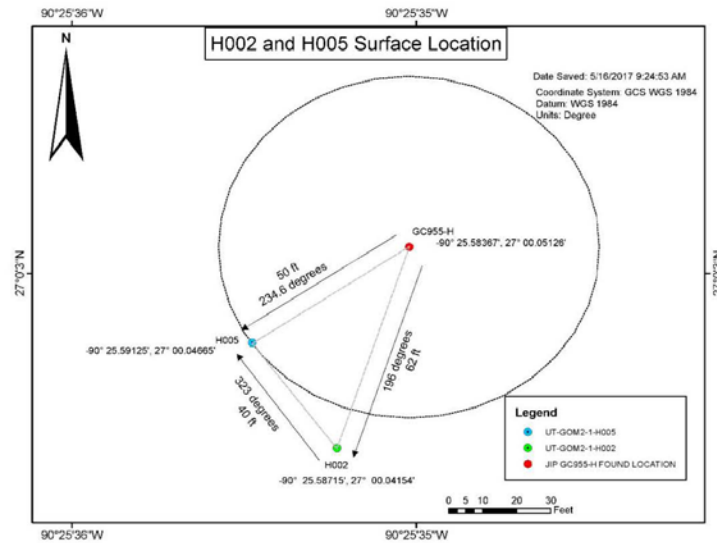 90°25'36"W
90°25'35"W
H002 and H005 Surface Location
N
Date Saved: 5/16/2017 9:24:53 AM
Coordinate System: GCS WGS 1984
Datum: WGS 1984
Units: Degree
GC955-H
-90° 25.58367', 27° 00.05126'
27°0'3"N
27°0'3"N
50 ft
234.6 degrees
H005
-90° 25.59125', 27° 00.04665'
196 degrees
62 ft
323 degrees
40 ft
H002
-90° 25.58715', 27° 00.04154'
Legend
UT-GOM2-1-H005
UT-GOM2-1-H002
JIP GC955-H FOUND LOCATION
0 5 10 20 30
Feet
90°25'36"W
90°25'35"W